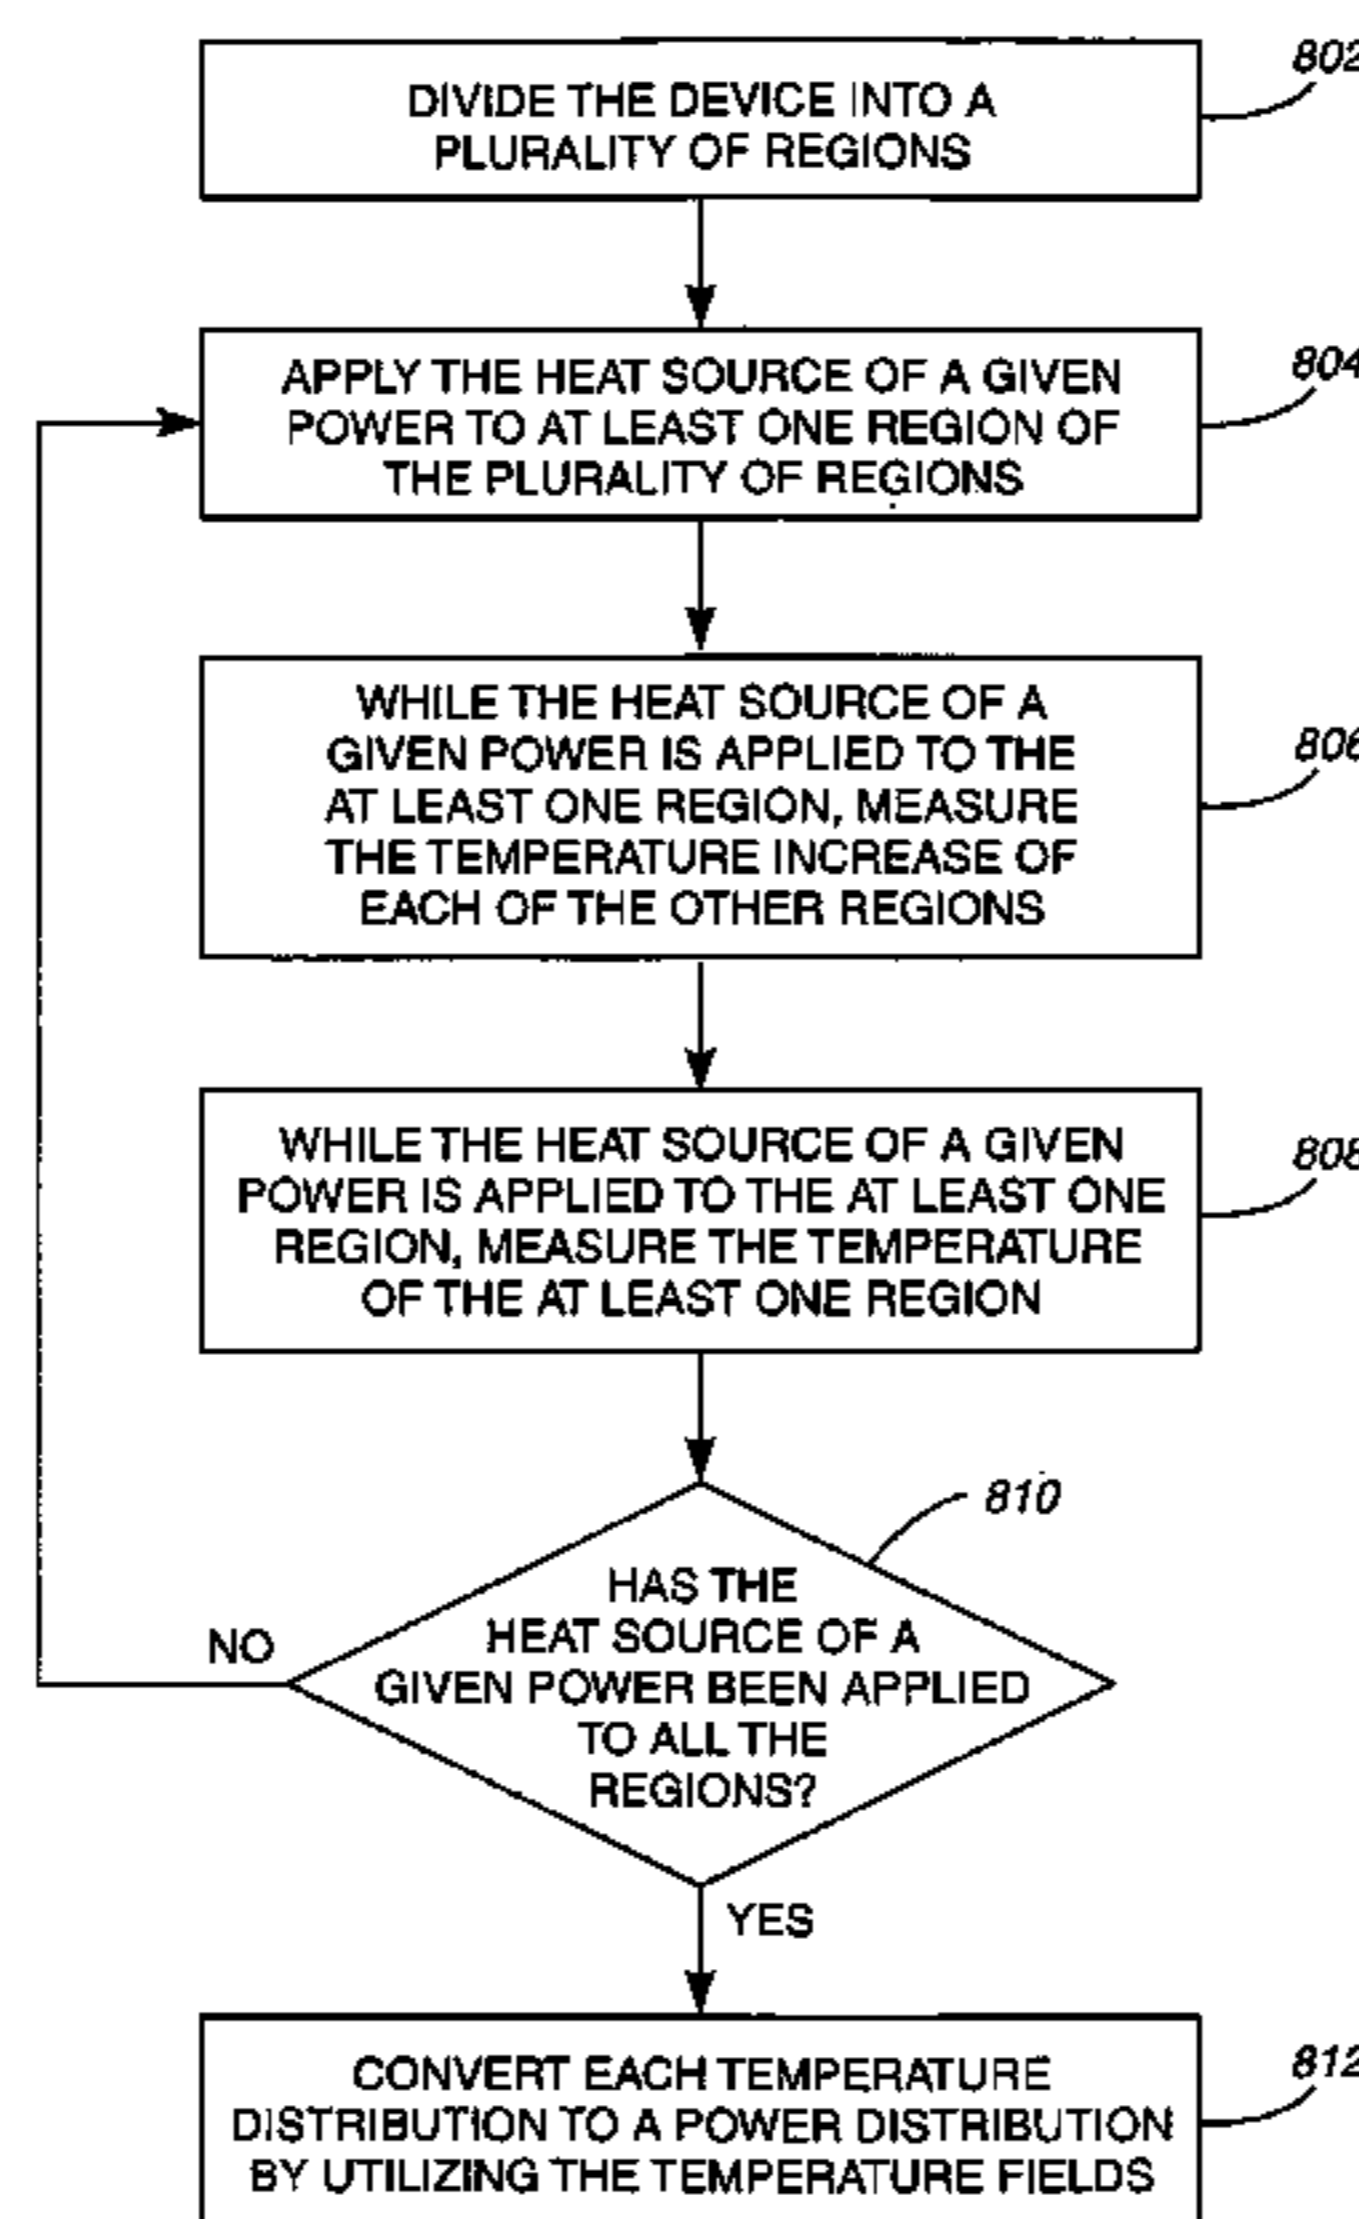 802
DIVIDE THE DEVICE INTO A
PLURALITY OF REGIONS
804
APPLY THE HEAT SOURCE OF A GIVEN
POWER TO AT LEAST ONE REGION OF
THE PLURALITY OF REGIONS
806
WHILE THE HEAT SOURCE OF A
GIVEN POWER IS APPLIED TO THE
AT LEAST ONE REGION, MEASURE
THE TEMPERATURE INCREASE OF
EACH OF THE OTHER REGIONS
808
WHILE THE HEAT SOURCE OF A GIVEN
POWER IS APPLIED TO THE AT LEAST ONE
REGION, MEASURE THE TEMPERATURE
OF THE AT LEAST ONE REGION
810
HAS THE
HEAT SOURCE OF A
GIVEN POWER BEEN APPLIED
TO ALL THE
REGIONS?
NO
YES
812
CONVERT EACH TEMPERATURE
DISTRIBUTION TO A POWER DISTRIBUTION
BY UTILIZING THE TEMPERATURE FIELDS